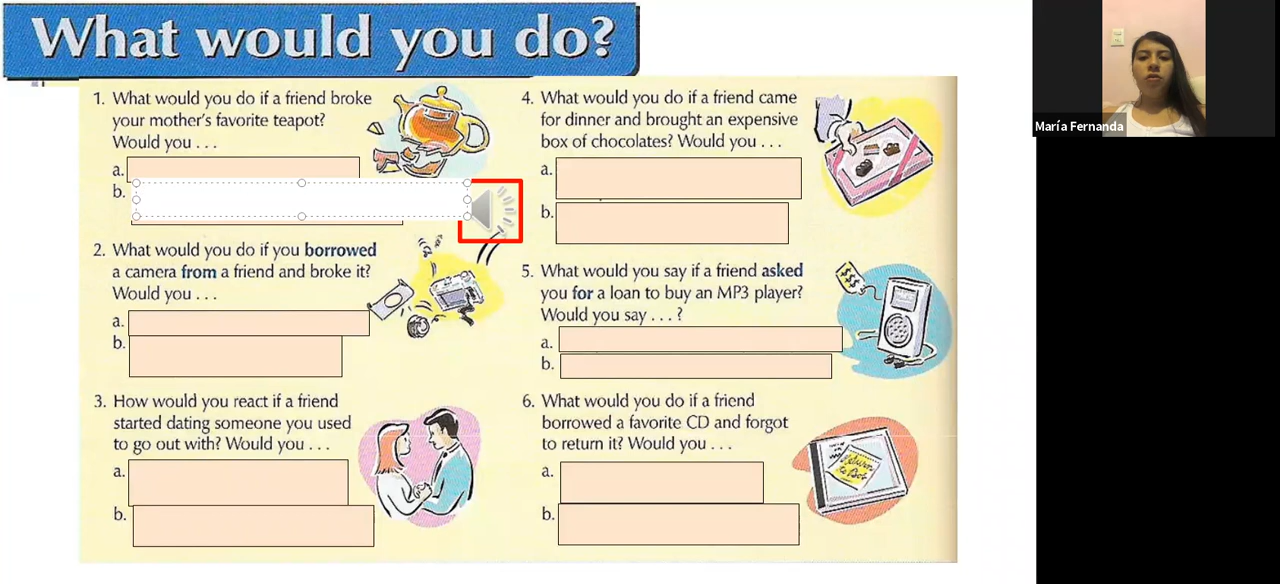 What would you do?
1. What would you do if a friend broke
your mother's favorite teapot?
Would you . . .
a.
b.
2. What would you do if you borrowed
a camera from a friend and broke it?
Would you . . .
a.
b.
3. How would you react if a friend
started dating someone you used
to go out with? Would you . . .
a.
b.
4. What would you do if a friend came
for dinner and brought an expensive
box of chocolates? Would you . . .
a.
b.
5. What would you say if a friend asked
you for a loan to buy an MP3 player?
Would you say . . . ?
a.
b.
6. What would you do if a friend
borrowed a favorite CD and forgot
to return it? Would you . . .
a.
b.
$$$
Return to Bob
María Fernanda